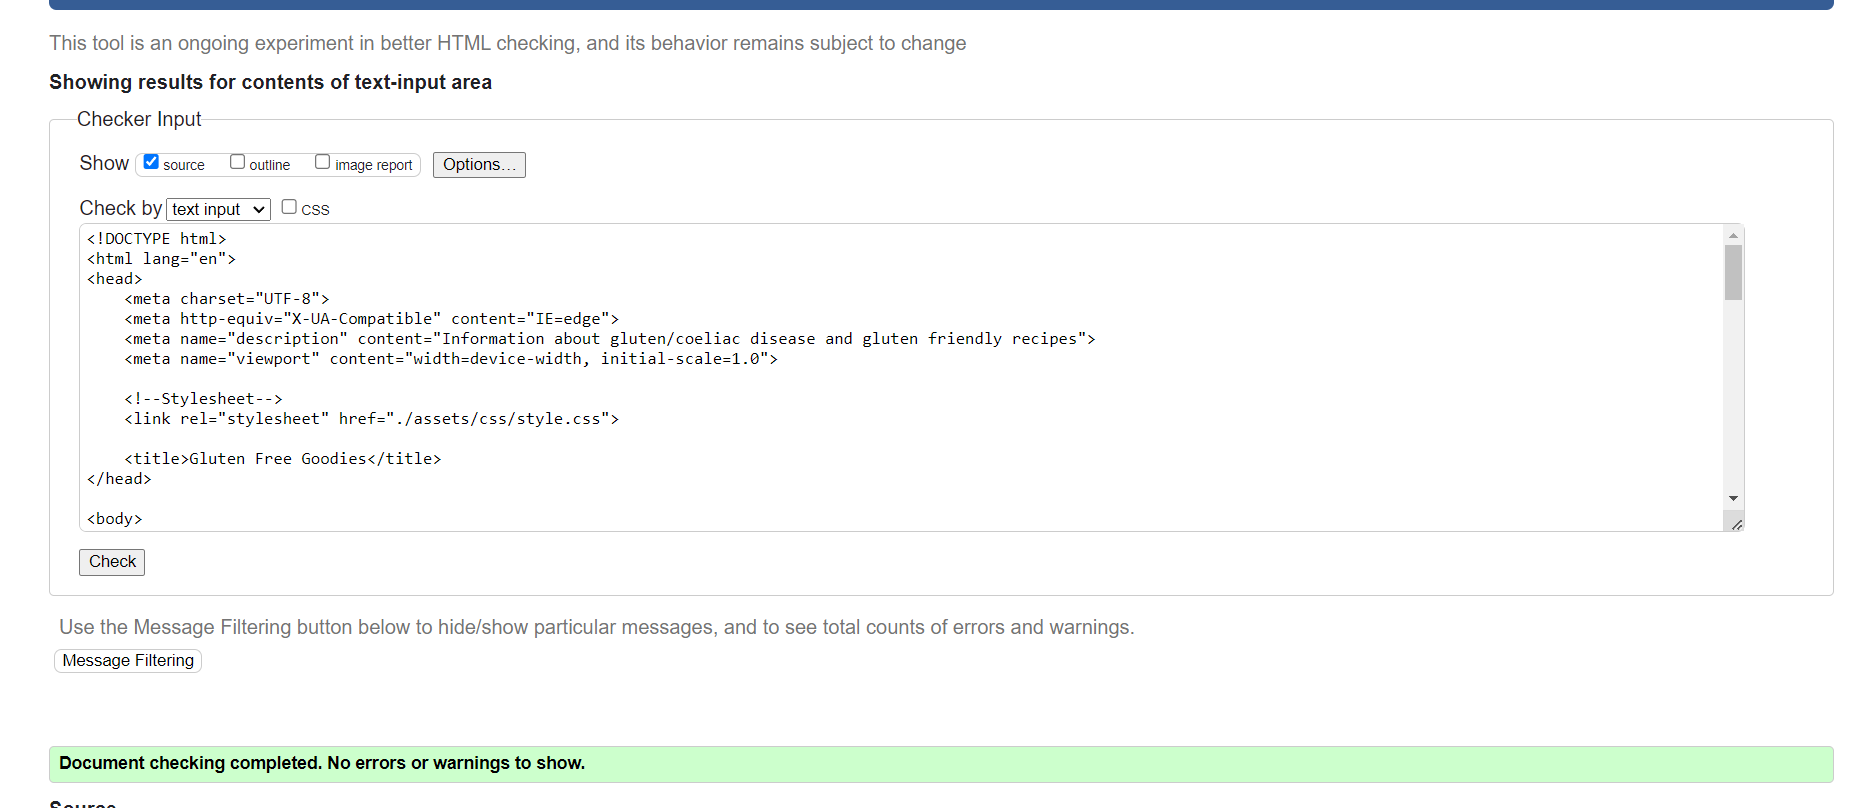 This tool is an ongoing experiment in better HTML checking, and its behavior remains subject to change
Showing results for contents of text-input area
Checker Input
Show source outline image report Options...
Check by text input CSS
<!DOCTYPE html>
<html lang="en">
<head>
    <meta charset="UTF-8">
    <meta http-equiv="X-UA-Compatible" content="IE=edge">
    <meta name="description" content="Information about gluten/coeliac disease and gluten friendly recipes">
    <meta name="viewport" content="width=device-width, initial-scale=1.0">
    <!--Stylesheet-->
    <link rel="stylesheet" href="./assets/css/style.css">
    <title>Gluten Free Goodies</title>
</head>
<body>
Check
Use the Message Filtering button below to hide/show particular messages, and to see total counts of errors and warnings.
Message Filtering
Document checking completed. No errors or warnings to show.
Source